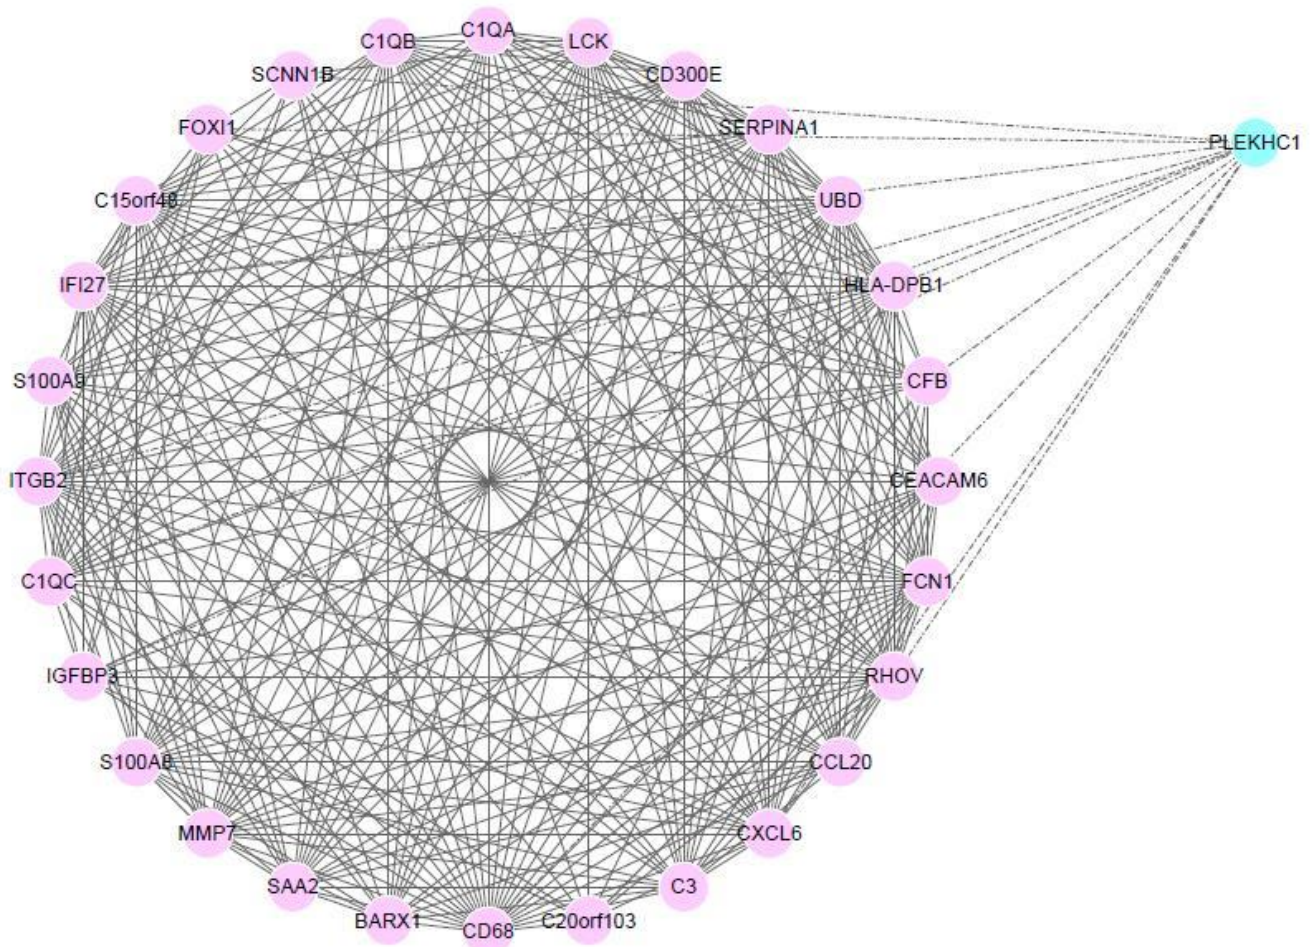 C1QA
C1QB
LCK
SCNN1B
CD300E
FOXI1
SERPINA1
PLEKHC1
C15orf48
UBD
IFI27
HLA-DPB1
S100A9
CFB
ITGB2
CEACAM6
C1QC
FCN1
IGFBP3
RHOV
S100A8
CCL20
MMP7
CXCL6
SAA2
C3
BARX1
CD68
C20orf103